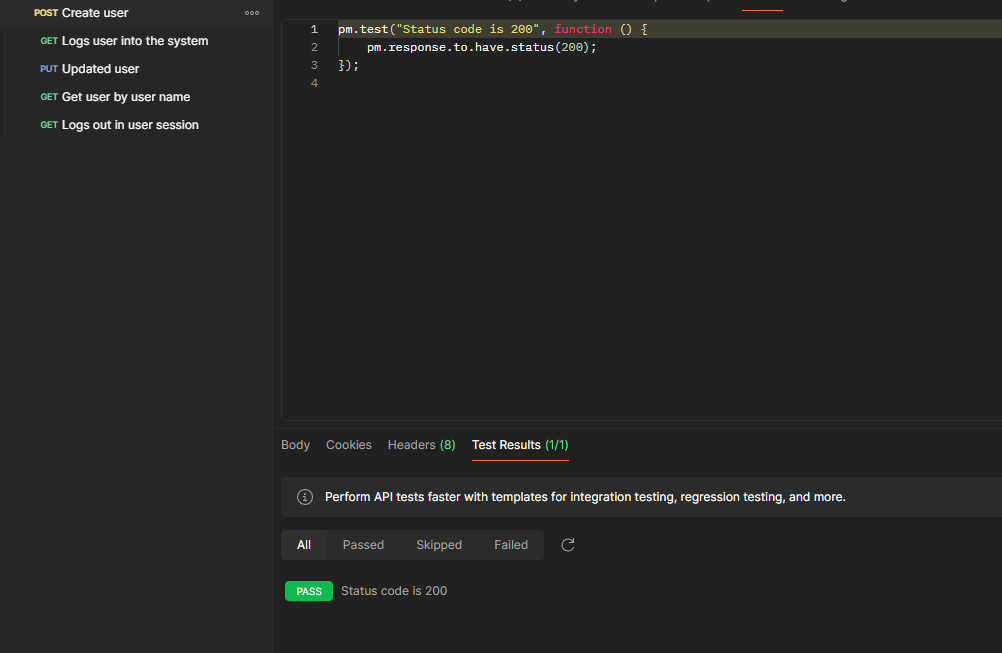 POST Create user
GET Logs user into the system
PUT Updated user
GET Get user by user name
GET Logs out in user session
1 pm.test("Status code is 200", function () {
2 pm.response.to.have.status(200);
3 });
4
Body Cookies Headers (8) Test Results (1/1)
Perform API tests faster with templates for integration testing, regression testing, and more.
All Passed Skipped Failed
PASS Status code is 200